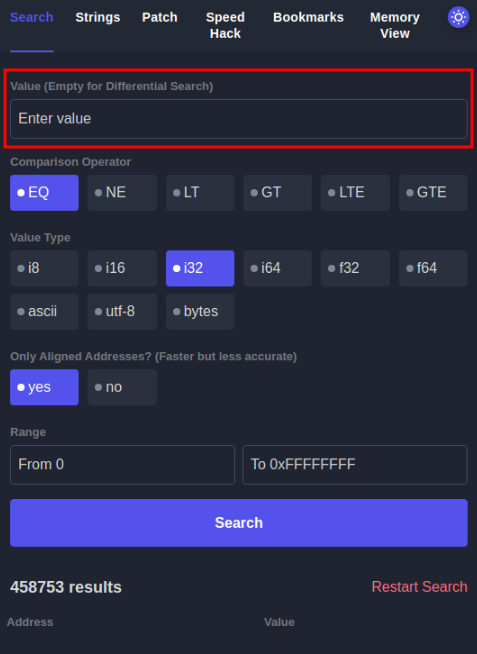 Search Strings Patch Speed Hack Bookmarks Memory View
Value (Empty for Differential Search)
Enter value
Comparison Operator
EQ NE LT GT LTE GTE
Value Type
i8 i16 i32 i64 f32 f64
ascii utf-8 bytes
Only Aligned Addresses? (Faster but less accurate)
yes no
Range
From 0 To 0xFFFFFFFF
Search
458753 results Restart Search
Address Value